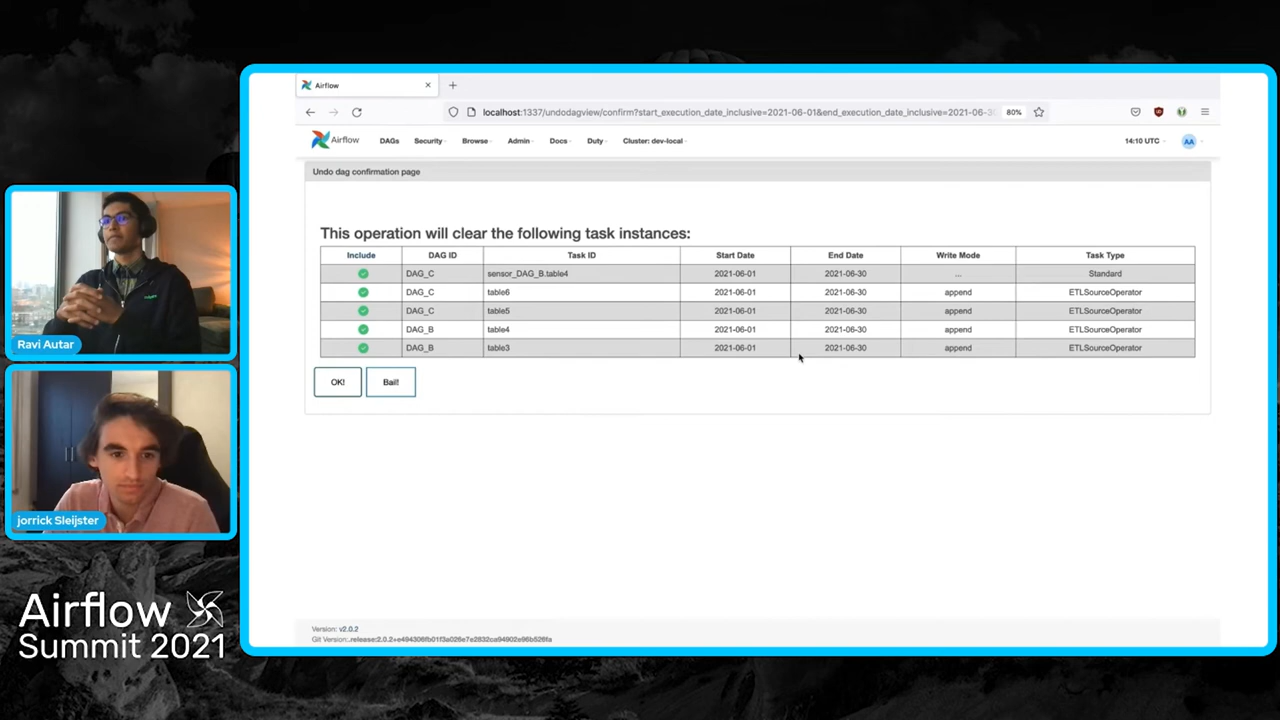 Airflow
localhost:1337/undodagview/confirm?start_execution_date_inclusive=2021-06-01&end_execution_date_inclusive=2021-06-3
80%
Airflow DAGs Security Browse Admin Docs Duty Cluster: dev-local 14:10 UTC AA
Undo dag confirmation page
This operation will clear the following task instances:
Include DAG ID Task ID Start Date End Date Write Mode Task Type
DAG_C sensor_DAG_B.table4 2021-06-01 2021-06-30 ... Standard
DAG_C table6 2021-06-01 2021-06-30 append ETLSourceOperator
DAG_C table5 2021-06-01 2021-06-30 append ETLSourceOperator
DAG_B table4 2021-06-01 2021-06-30 append ETLSourceOperator
DAG_B table3 2021-06-01 2021-06-30 append ETLSourceOperator
OK! Bail!
Ravi Autar
jorrick Sleijster
Airflow
Summit 2021
Version: v2.0.2
Git Version: